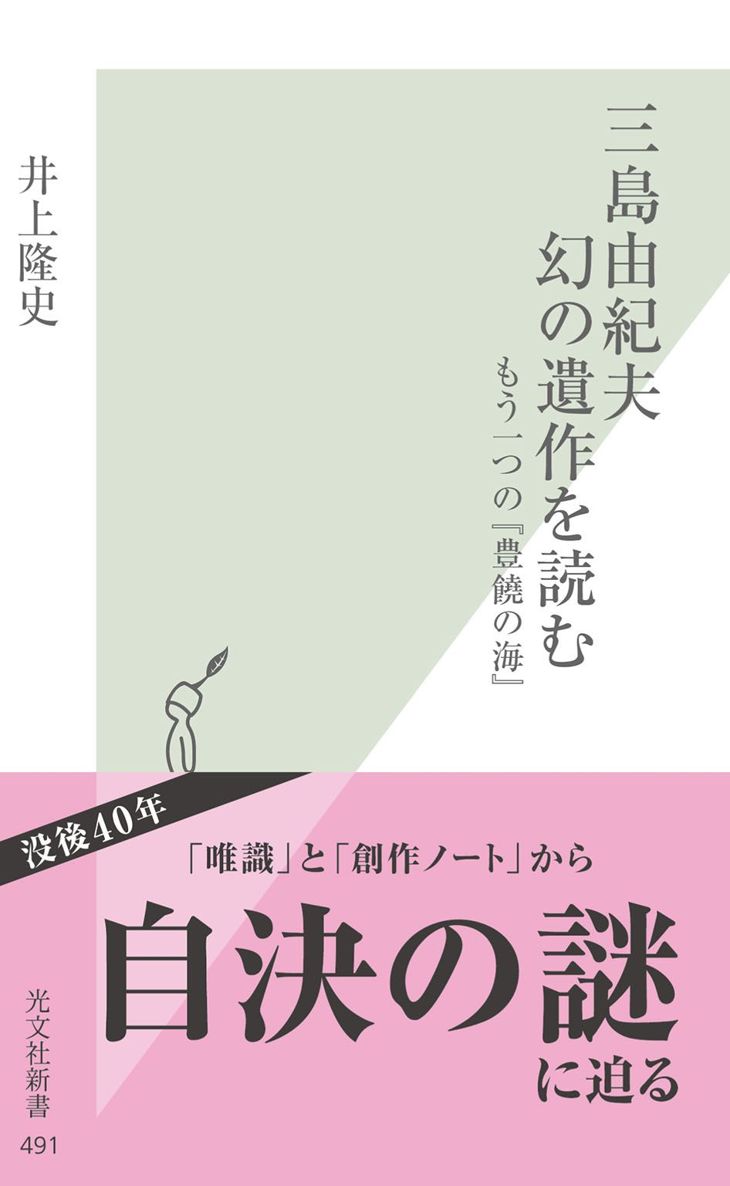 三島由紀夫
幻の遺作を読む
もう一つの『豊饒の海』
井上隆史
没後40年
「唯識」と「創作ノート」から
自決の謎
に迫る
光文社新書
491